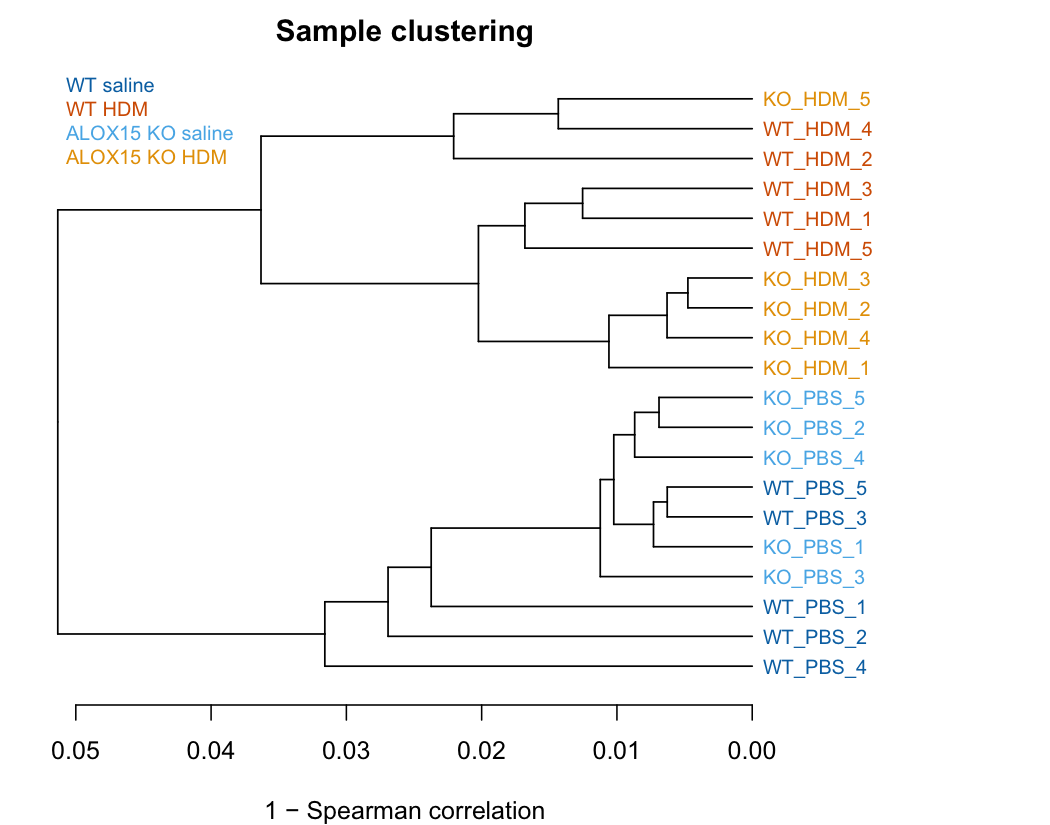 Sample clustering
WT saline
WT HDM
ALOX15 KO saline
ALOX15 KO HDM
KO_HDM_5
WT_HDM_4
WT_HDM_2
WT_HDM_3
WT_HDM_1
WT_HDM_5
KO_HDM_3
KO_HDM_2
KO_HDM_4
KO_HDM_1
KO_PBS_5
KO_PBS_2
KO_PBS_4
WT_PBS_5
WT_PBS_3
KO_PBS_1
KO_PBS_3
WT_PBS_1
WT_PBS_2
WT_PBS_4
0.05 0.04 0.03 0.02 0.01 0.00
1 − Spearman correlation